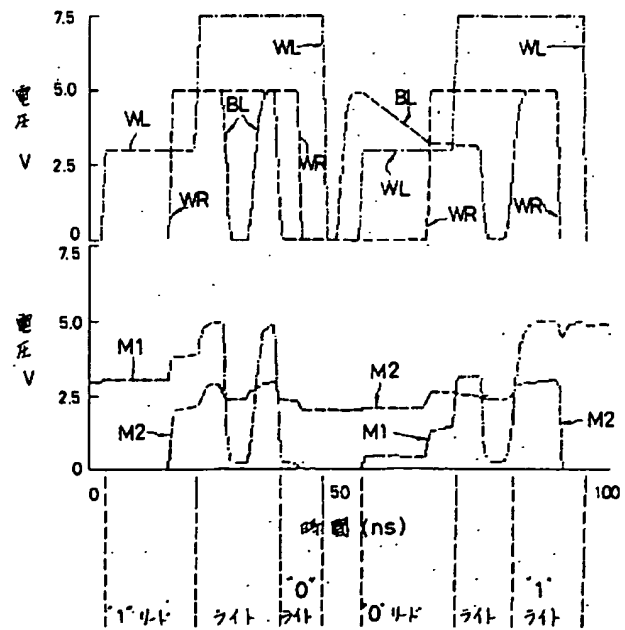 7.5
WL
WL
電圧 V
5.0
BL
BL
WL
2.5
WR
WL
WR
WR
WR
0
7.5
電圧 V
5.0
M1
M2
2.5
M2
M1
M2
0
0
50
100
時間 (ns)
"0"
"1"
"1"リード
ライト
ライト
"0"リード
ライト
ライト